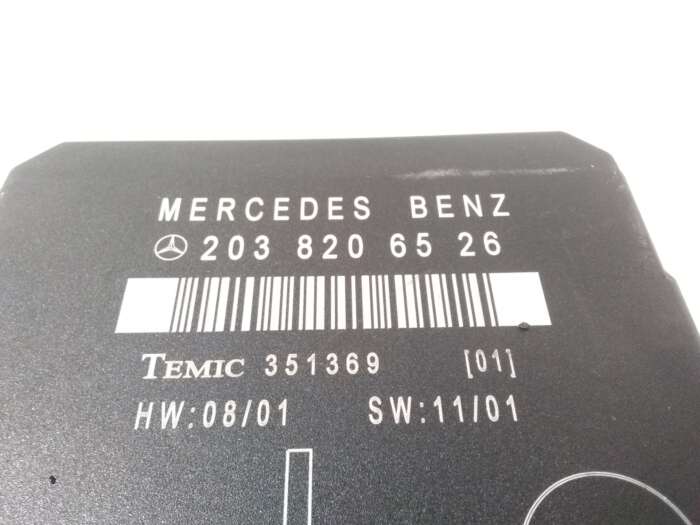 MERCEDES BENZ
203 820 65 26
TEMIC 351369 [01]
HW:08/01 SW:11/01